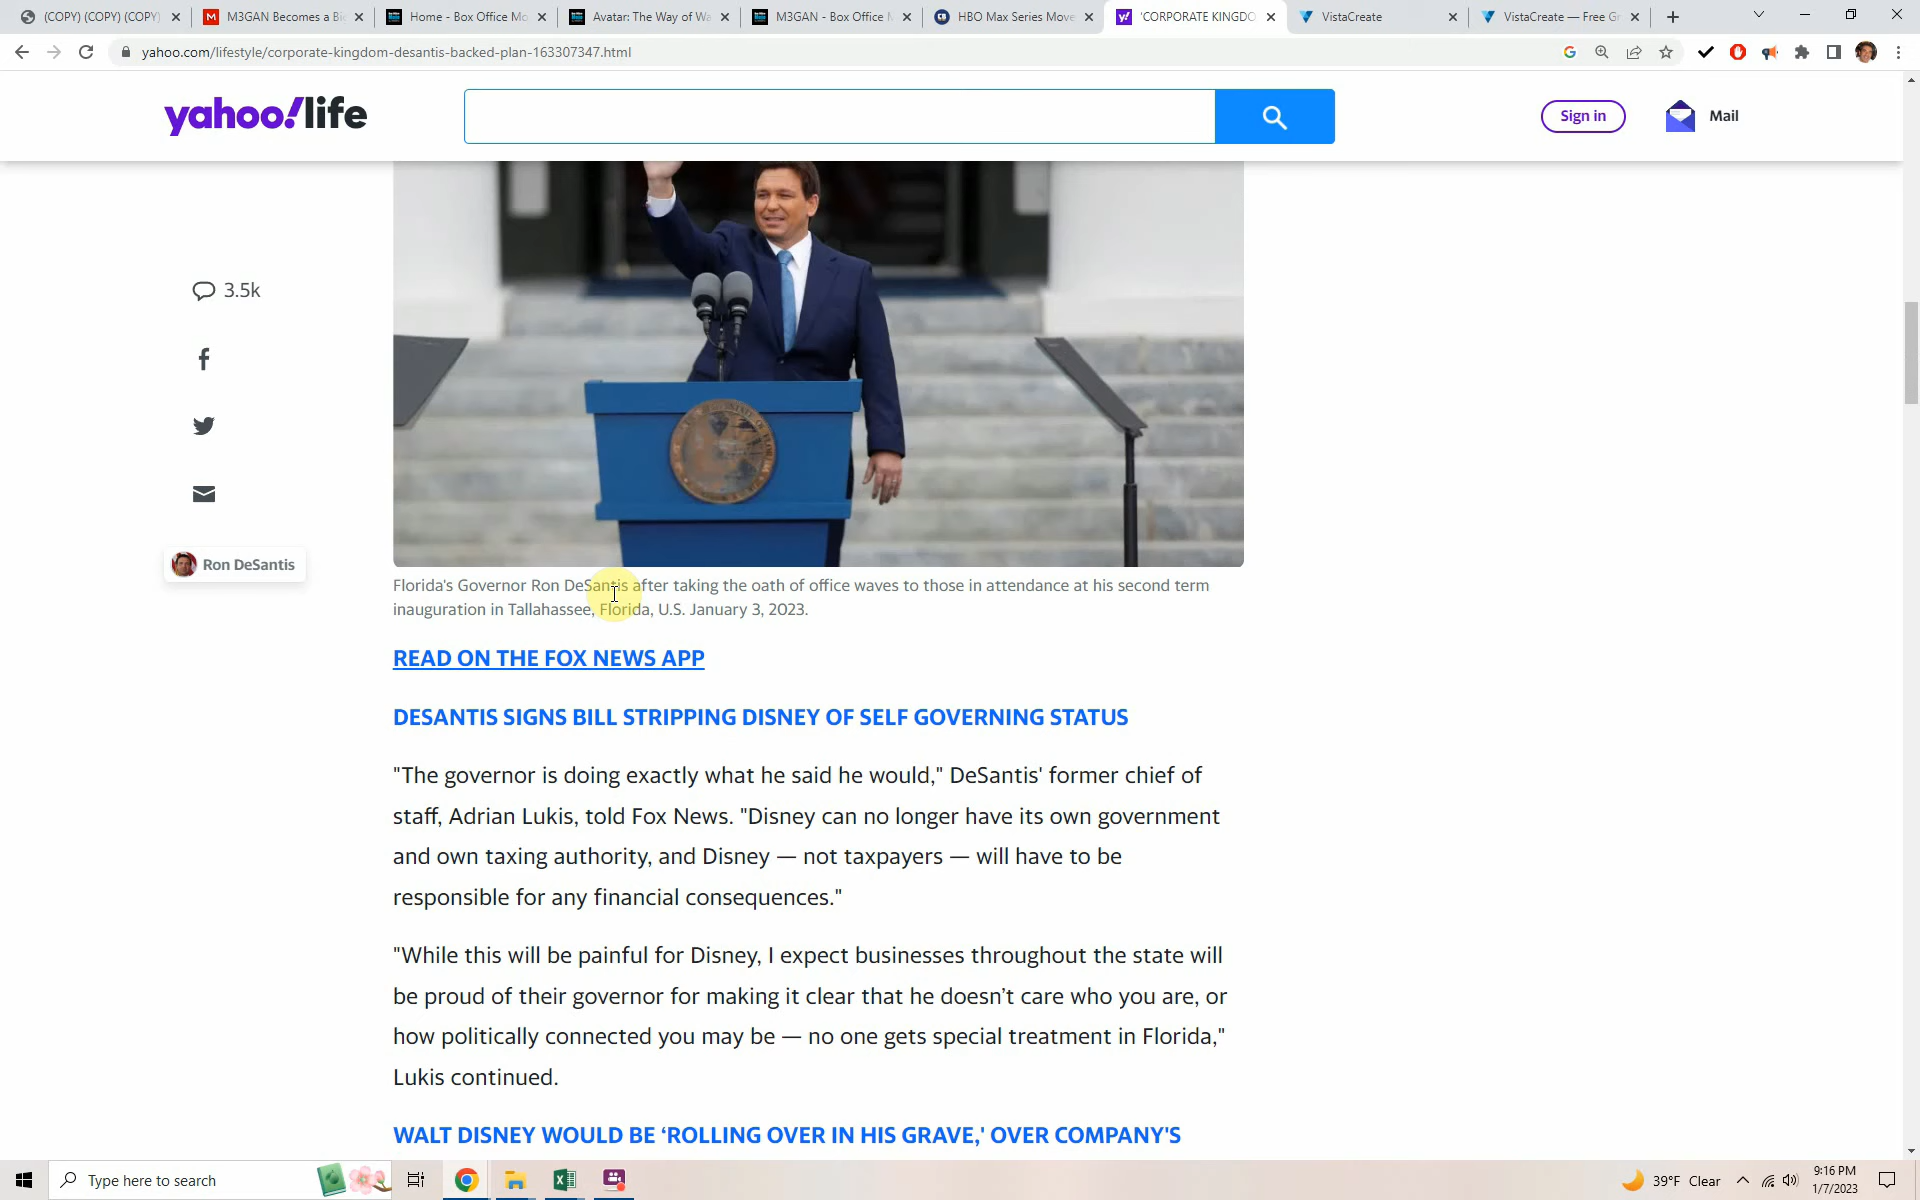 (COPY) (COPY) (COPY)
M3GAN Becomes a Bi
Home - Box Office Mo
Avatar: The Way of Wa
M3GAN - Box Office M
HBO Max Series Move
'CORPORATE KINGDO
VistaCreate
VistaCreate — Free Gr
yahoo.com/lifestyle/corporate-kingdom-desantis-backed-plan-163307347.html
yahoo!life
Sign in
Mail
3.5k
Ron DeSantis
Florida's Governor Ron DeSantis after taking the oath of office waves to those in attendance at his second term
inauguration in Tallahassee, Florida, U.S. January 3, 2023.
READ ON THE FOX NEWS APP
DESANTIS SIGNS BILL STRIPPING DISNEY OF SELF GOVERNING STATUS
"The governor is doing exactly what he said he would," DeSantis' former chief of
staff, Adrian Lukis, told Fox News. "Disney can no longer have its own government
and own taxing authority, and Disney — not taxpayers — will have to be
responsible for any financial consequences."
"While this will be painful for Disney, I expect businesses throughout the state will
be proud of their governor for making it clear that he doesn't care who you are, or
how politically connected you may be — no one gets special treatment in Florida,"
Lukis continued.
WALT DISNEY WOULD BE ‘ROLLING OVER IN HIS GRAVE,' OVER COMPANY'S
Type here to search
39°F Clear
9:16 PM
1/7/2023